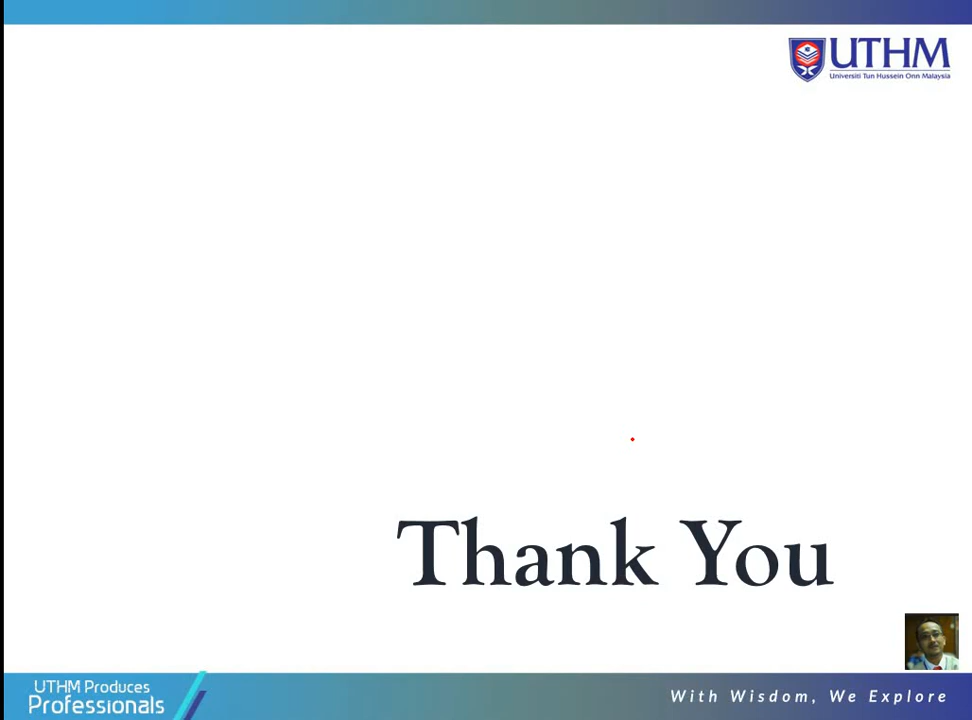 UTHM
Universiti Tun Hussein Onn Malaysia
Thank You
UTHM Produces
Professionals
With Wisdom, We Explore